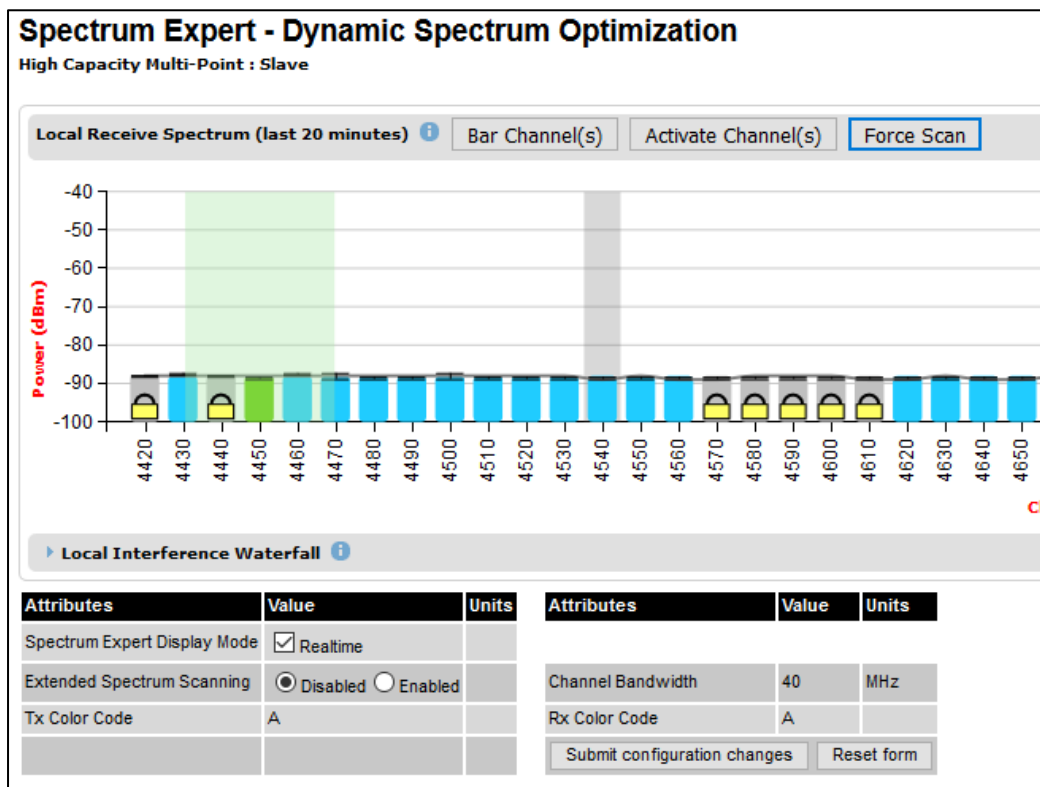 Spectrum Expert - Dynamic Spectrum Optimization
High Capacity Multi-Point : Slave
Local Receive Spectrum (last 20 minutes) i Bar Channel(s) Activate Channel(s) Force Scan
-40
-50
-60
-70
-80
-90
-100
Power (dBm)
4420 4430 4440 4450 4460 4470 4480 4490 4500 4510 4520 4530 4540 4550 4560 4570 4580 4590 4600 4610 4620 4630 4640 4650
Local Interference Waterfall i
Attributes Value Units Attributes Value Units
Spectrum Expert Display Mode Realtime
Extended Spectrum Scanning Disabled Enabled Channel Bandwidth 40 MHz
Tx Color Code A Rx Color Code A
Submit configuration changes Reset form